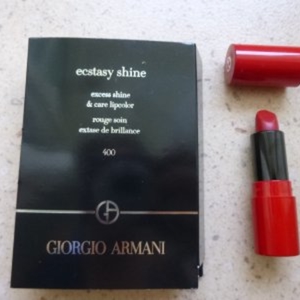 ecstasy shine
excess shine
& care lipcolor
rouge soin
extase de brillance
400
GIORGIO ARMANI